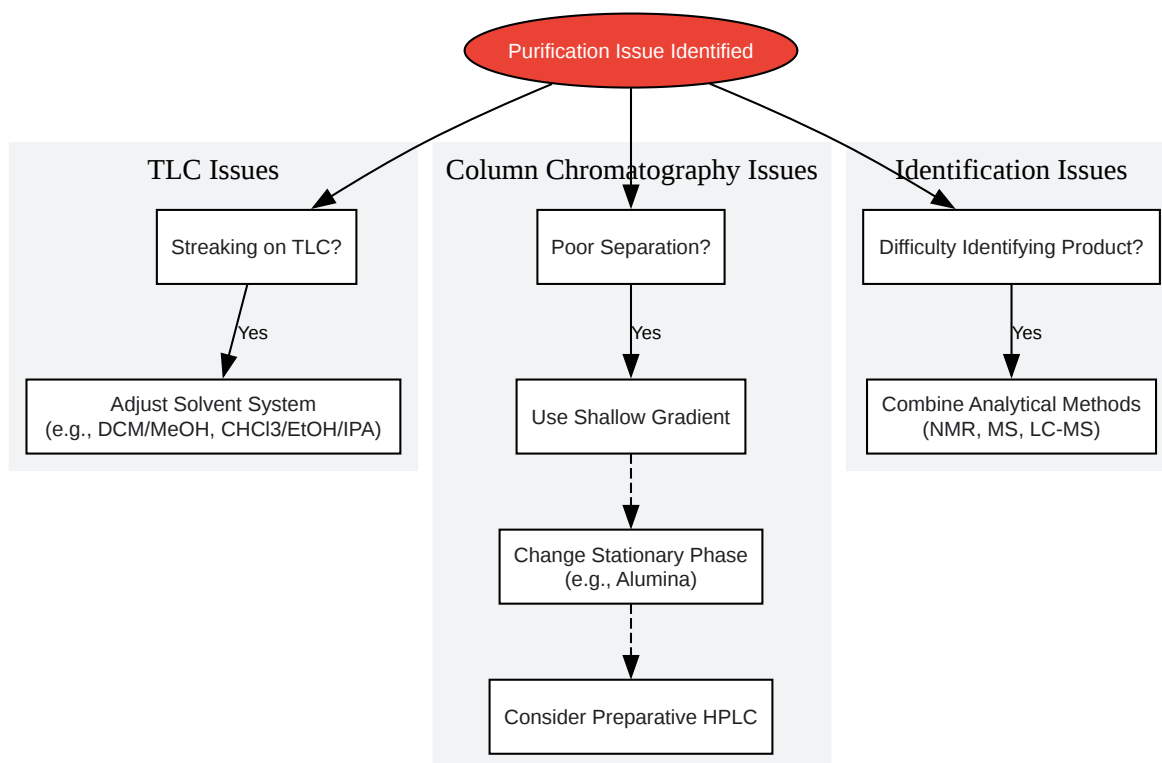 Purification Issue Identified
TLC Issues
Column Chromatography Issues
Identification Issues
Streaking on TLC?
Poor Separation?
Difficulty Identifying Product?
Yes
Yes
Yes
Adjust Solvent System
(e.g., DCM/MeOH, CHCl3/EtOH/IPA)
Use Shallow Gradient
Combine Analytical Methods
(NMR, MS, LC-MS)
Change Stationary Phase
(e.g., Alumina)
Consider Preparative HPLC